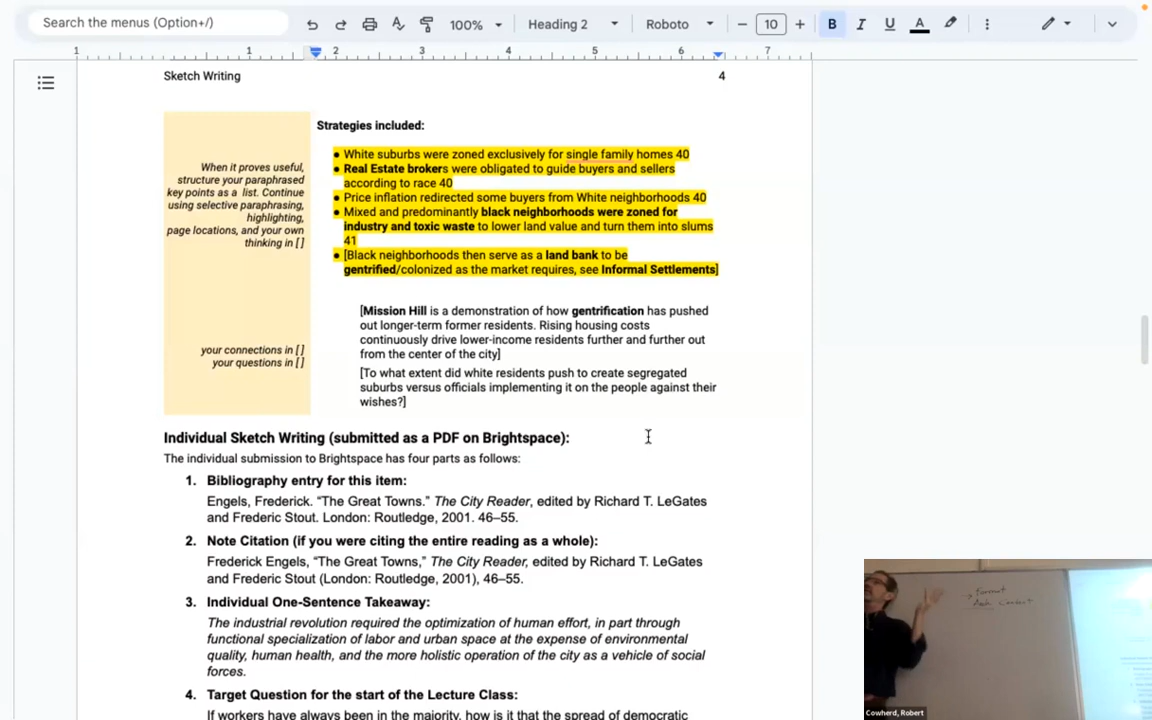 Search the menus (Option+/)
100%
Heading 2
Roboto
10
B
I
U
A
1
1
2
3
4
5
6
7
Sketch Writing
4
Strategies included:
● White suburbs were zoned exclusively for single family homes 40
● Real Estate brokers were obligated to guide buyers and sellers
according to race 40
● Price inflation redirected some buyers from White neighborhoods 40
● Mixed and predominantly black neighborhoods were zoned for
industry and toxic waste to lower land value and turn them into slums
41
● [Black neighborhoods then serve as a land bank to be
gentrified/colonized as the market requires, see Informal Settlements]
When it proves useful,
structure your paraphrased
key points as a list. Continue
using selective paraphrasing,
highlighting,
page locations, and your own
thinking in [ ]
[Mission Hill is a demonstration of how gentrification has pushed
out longer-term former residents. Rising housing costs
continuously drive lower-income residents further and further out
from the center of the city]
your connections in [ ]
your questions in [ ]
[To what extent did white residents push to create segregated
suburbs versus officials implementing it on the people against their
wishes?]
Individual Sketch Writing (submitted as a PDF on Brightspace):
The individual submission to Brightspace has four parts as follows:
1. Bibliography entry for this item:
Engels, Frederick. “The Great Towns.” The City Reader, edited by Richard T. LeGates
and Frederic Stout. London: Routledge, 2001. 46–55.
2. Note Citation (if you were citing the entire reading as a whole):
Frederick Engels, “The Great Towns,” The City Reader, edited by Richard T. LeGates
and Frederic Stout (London: Routledge, 2001), 46–55.
3. Individual One-Sentence Takeaway:
The industrial revolution required the optimization of human effort, in part through
functional specialization of labor and urban space at the expense of environmental
quality, human health, and the more holistic operation of the city as a vehicle of social
forces.
4. Target Question for the start of the Lecture Class:
If workers have always been in the majority, how is it that the spread of democratic
Format
Content
Cowherd, Robert